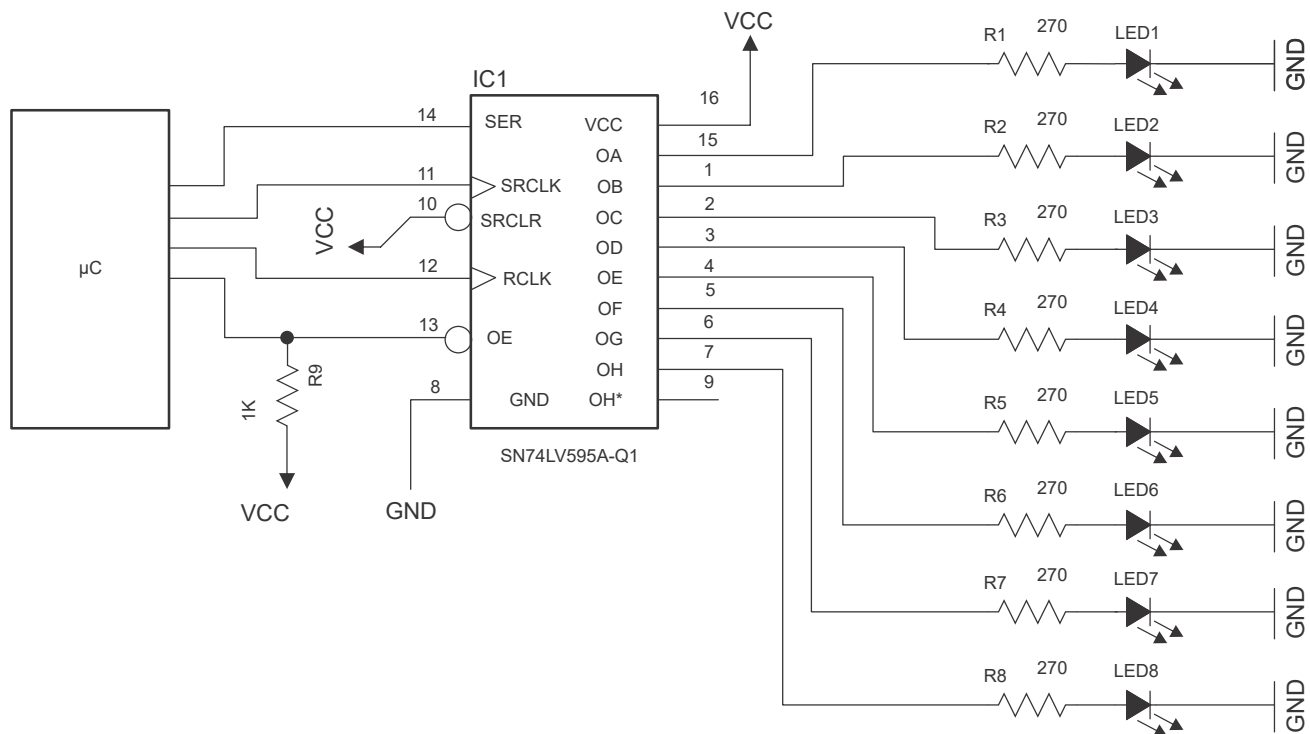 µC
VCC
IC1
14
SER
11
SRCLK
10
SRCLR
VCC
12
RCLK
13
OE
R9
1K
VCC
8
GND
GND
16
VCC
15
OA
1
OB
2
OC
3
OD
4
OE
5
OF
6
OG
7
OH
9
OH*
SN74LV595A-Q1
R1 270 LED1 GND
R2 270 LED2 GND
R3 270 LED3 GND
R4 270 LED4 GND
R5 270 LED5 GND
R6 270 LED6 GND
R7 270 LED7 GND
R8 270 LED8 GND